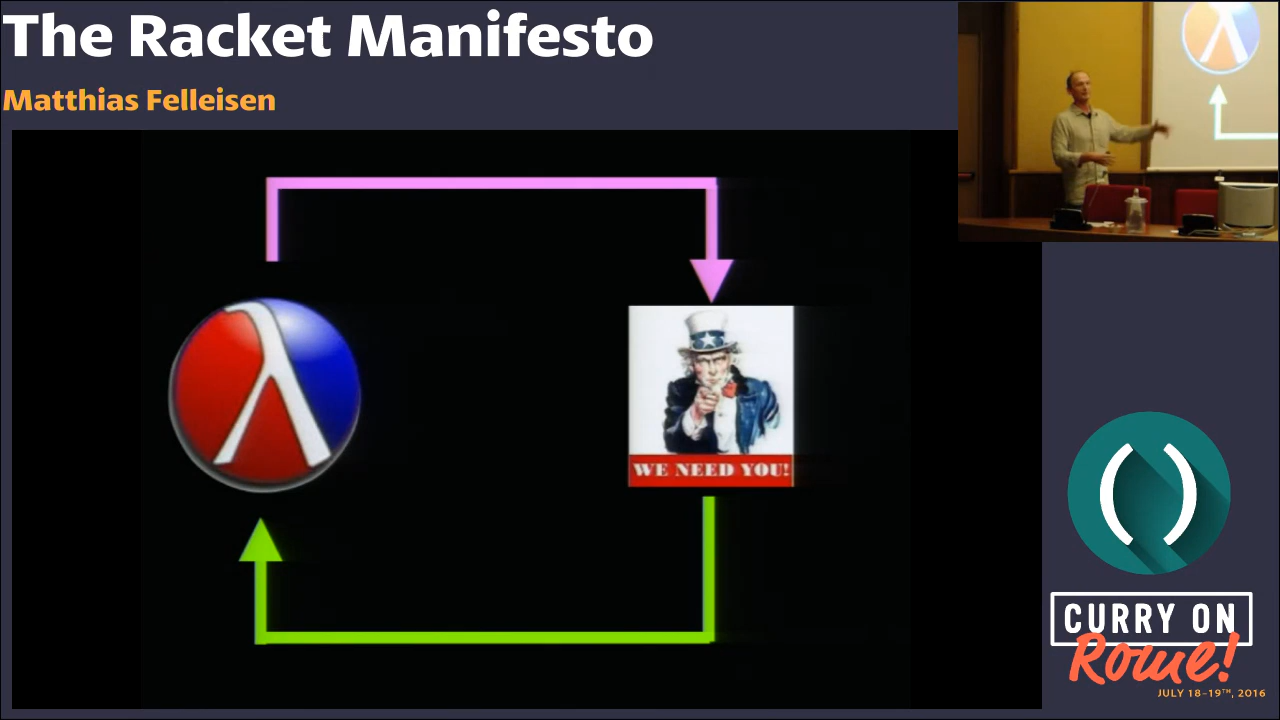 The Racket Manifesto
Matthias Felleisen
WE NEED YOU!
CURRY ON
Rome!
JULY 18-19TH, 2016